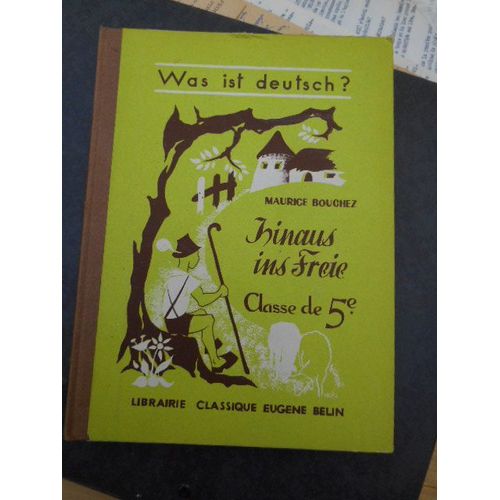 Was ist deutsch?
MAURICE BOUCHEZ
Hinaus
ins Freie
Classe de 5e.
LIBRAIRIE CLASSIQUE EUGENE BELIN